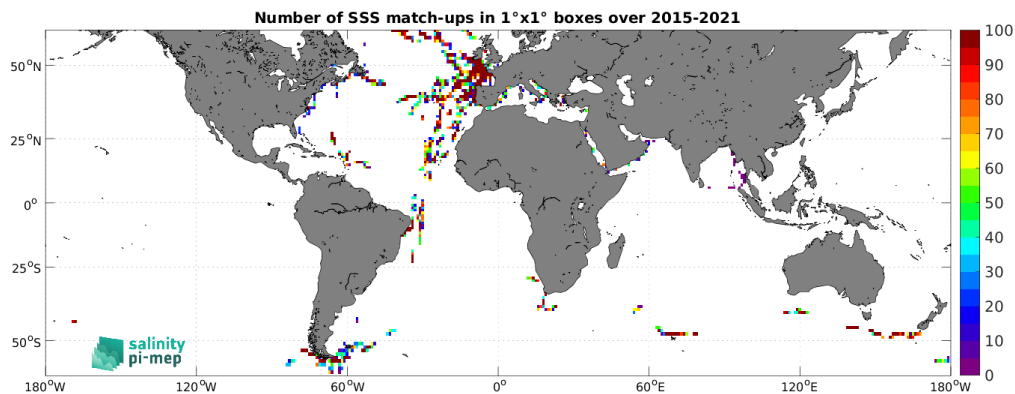 Number of SSS match-ups in 1°x1° boxes over 2015-2021
100
90
80
70
60
50
40
30
20
10
0
50°N
25°N
0°
25°S
50°S
salinity
pi-mep
180°W 120°W 60°W 0° 60°E 120°E 180°W